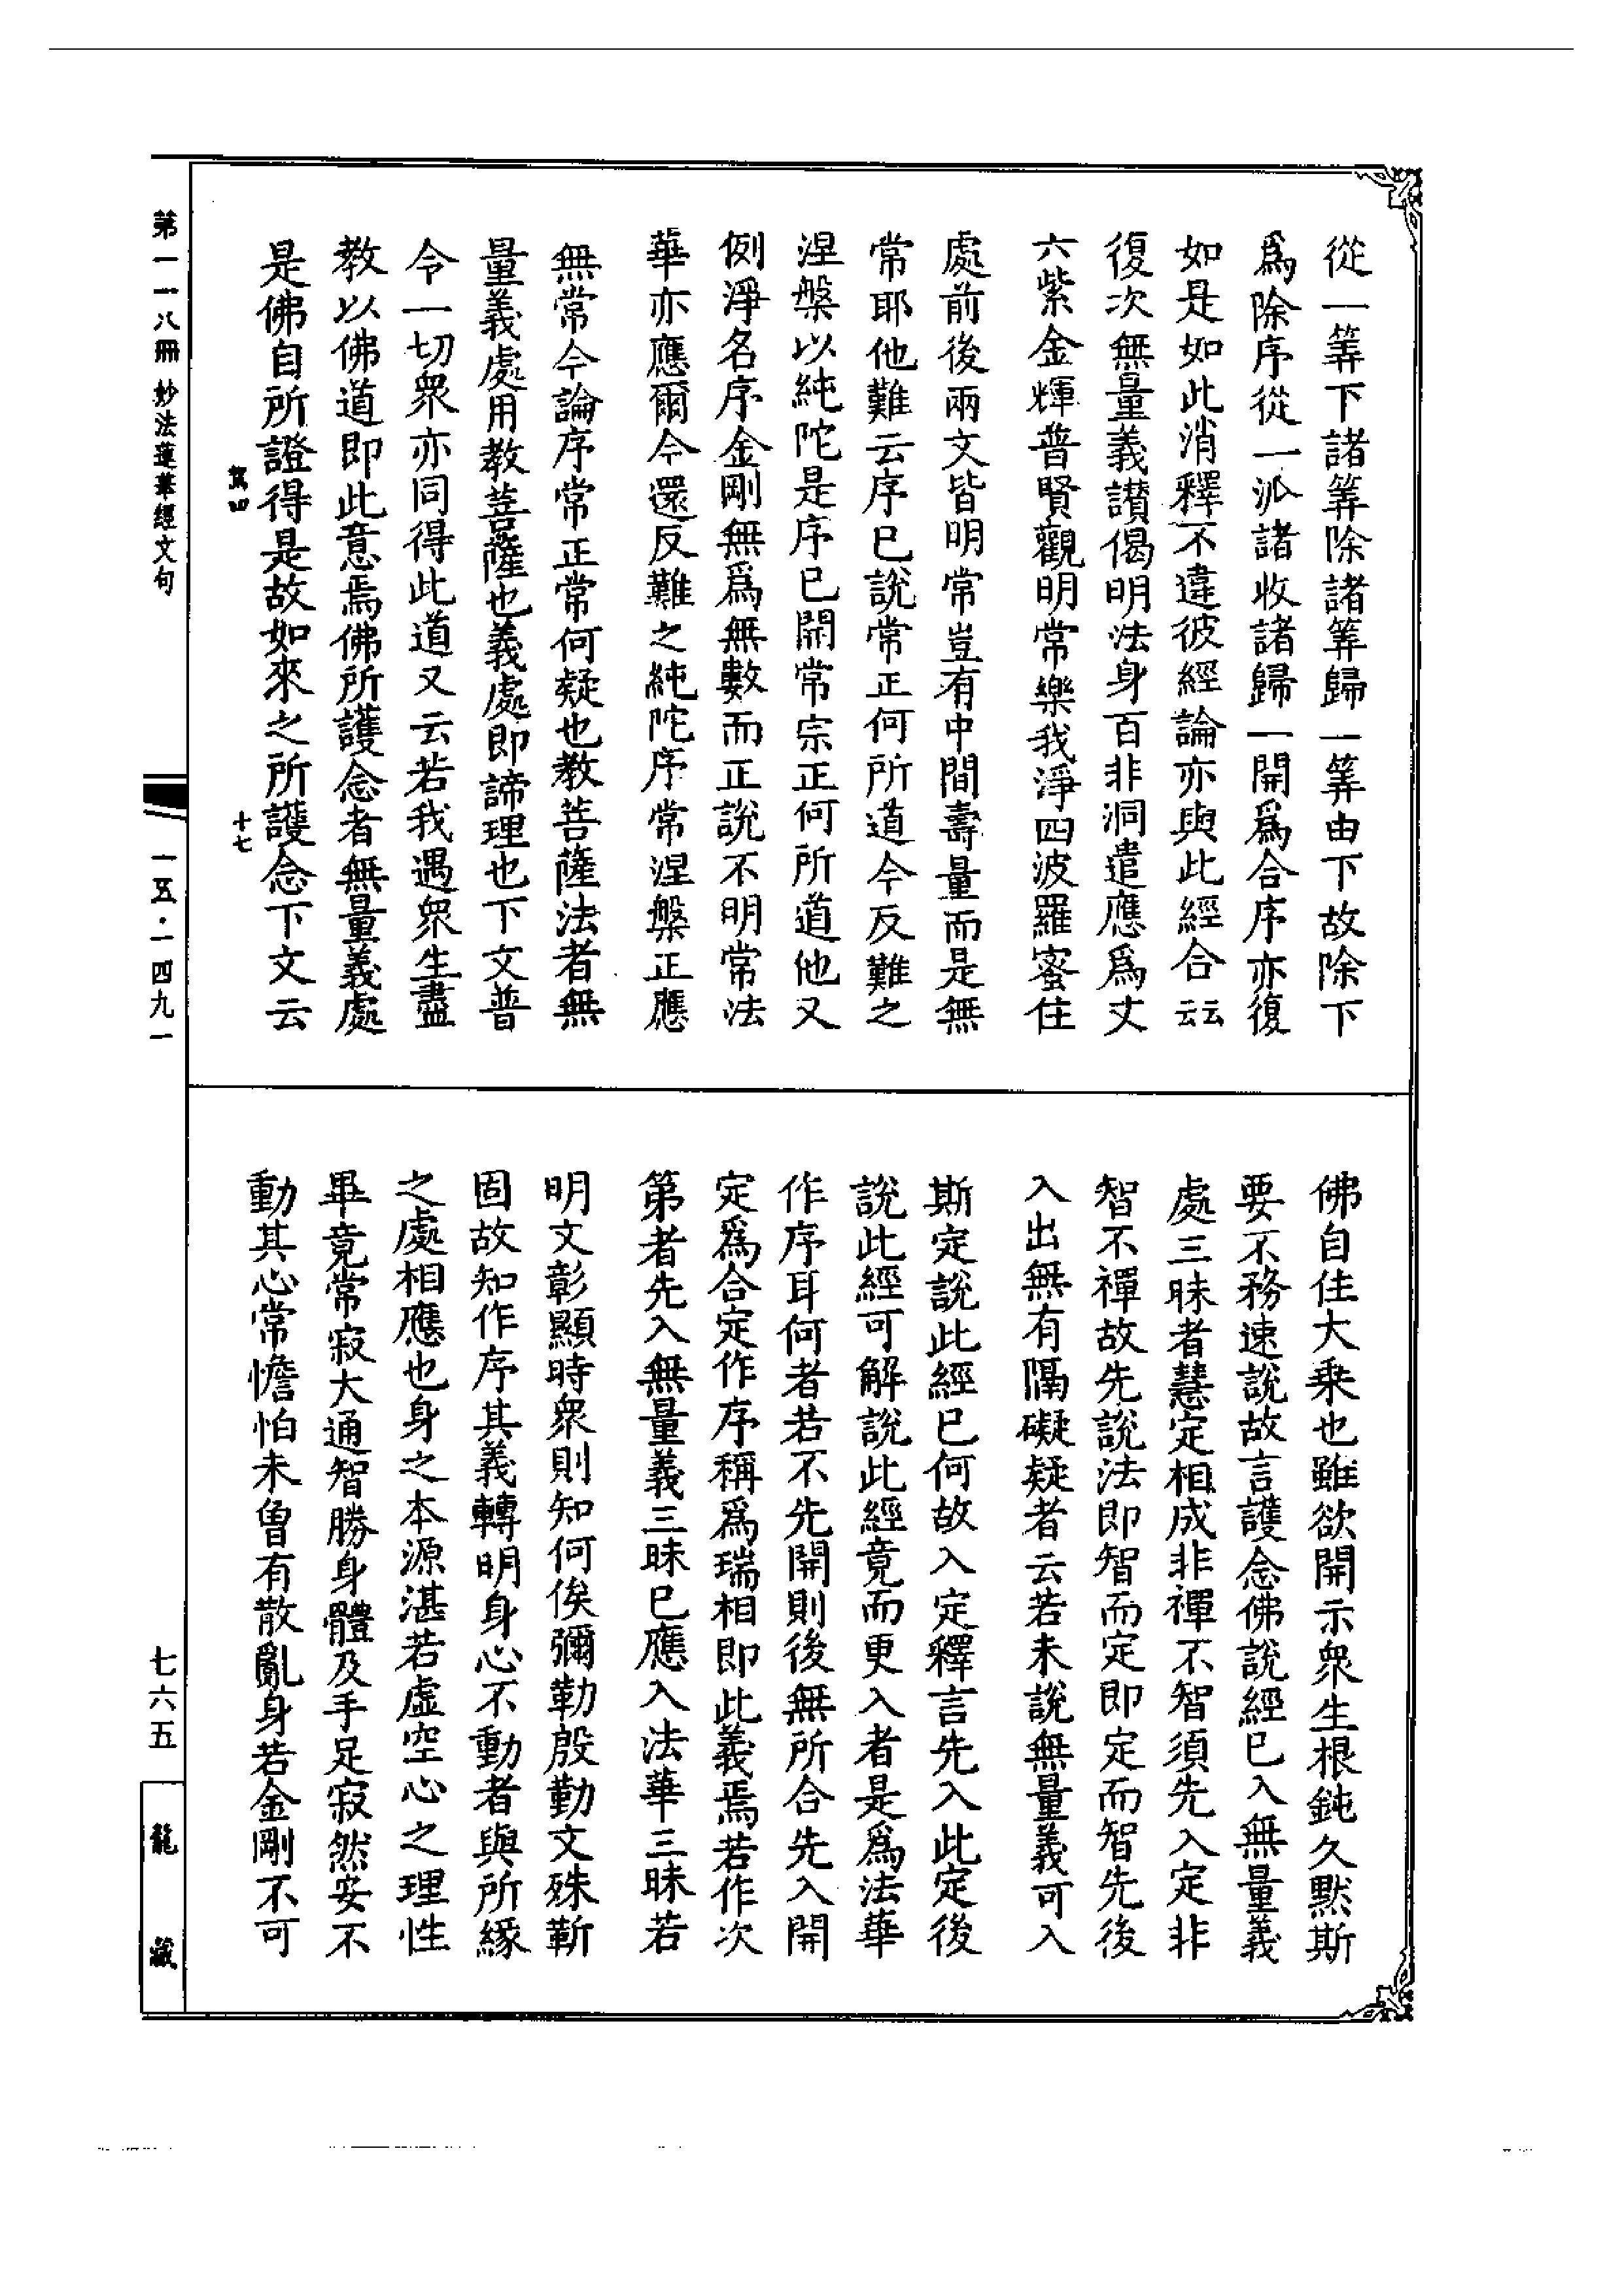 從一筭下諸筭除諸筭歸一筭由下故除下
爲除序從一派諸收諸歸一開爲合序亦復
如是如此消釋不違彼經論亦與此經合云云
復次無量義讃偈明法身百非洞遣應爲丈
六紫金輝普賢觀明常樂我淨四波羅蜜住
處前後兩文皆明常豈有中間壽量而是無
常耶他難云序已說常正何所道今反難之
涅槃以純陀是序已開常宗正何所道他又
例淨名序金剛無爲無數而正說不明常法
華亦應爾今還反難之純陀序常涅槃正應
無常今論序常正常何疑也教菩薩法者無
量義處用教菩薩也義處即諦理也下文普
令一切衆亦同得此道又云若我遇衆生盡
教以佛道即此意焉佛所護念者無量義處
是佛自所證得是故如來之所護念下文云
駕四
十七
佛自住大乗也雖欲開示衆生根鈍久默斯
要不務速說故言護念佛說經已入無量義
處三昧者慧定相成非禪不智須先入定非
智不禪故先說法即智而定即定而智先後
入出無有隔礙疑者云若未說無量義可入
斯定說此經已何故入定釋言先入此定後
說此經可解說此經竟而更入者是爲法華
作序耳何者若不先開則後無所合先入開
定爲合定作序稱爲瑞相即此義焉若作次
第者先入無量義三昧已應入法華三昧若
明文彰顯時衆則知何俟彌勒慇懃文殊靳
固故知作序其義轉明身心不動者與所縁
之處相應也身之本源湛若虛空心之理性
畢竟常寂大通智勝身體及手足寂然安不
動其心常憺怕未曾有散亂身若金剛不可
第一一八冊 妙法蓮華經文句
一五·一四九一
七六五
龍藏